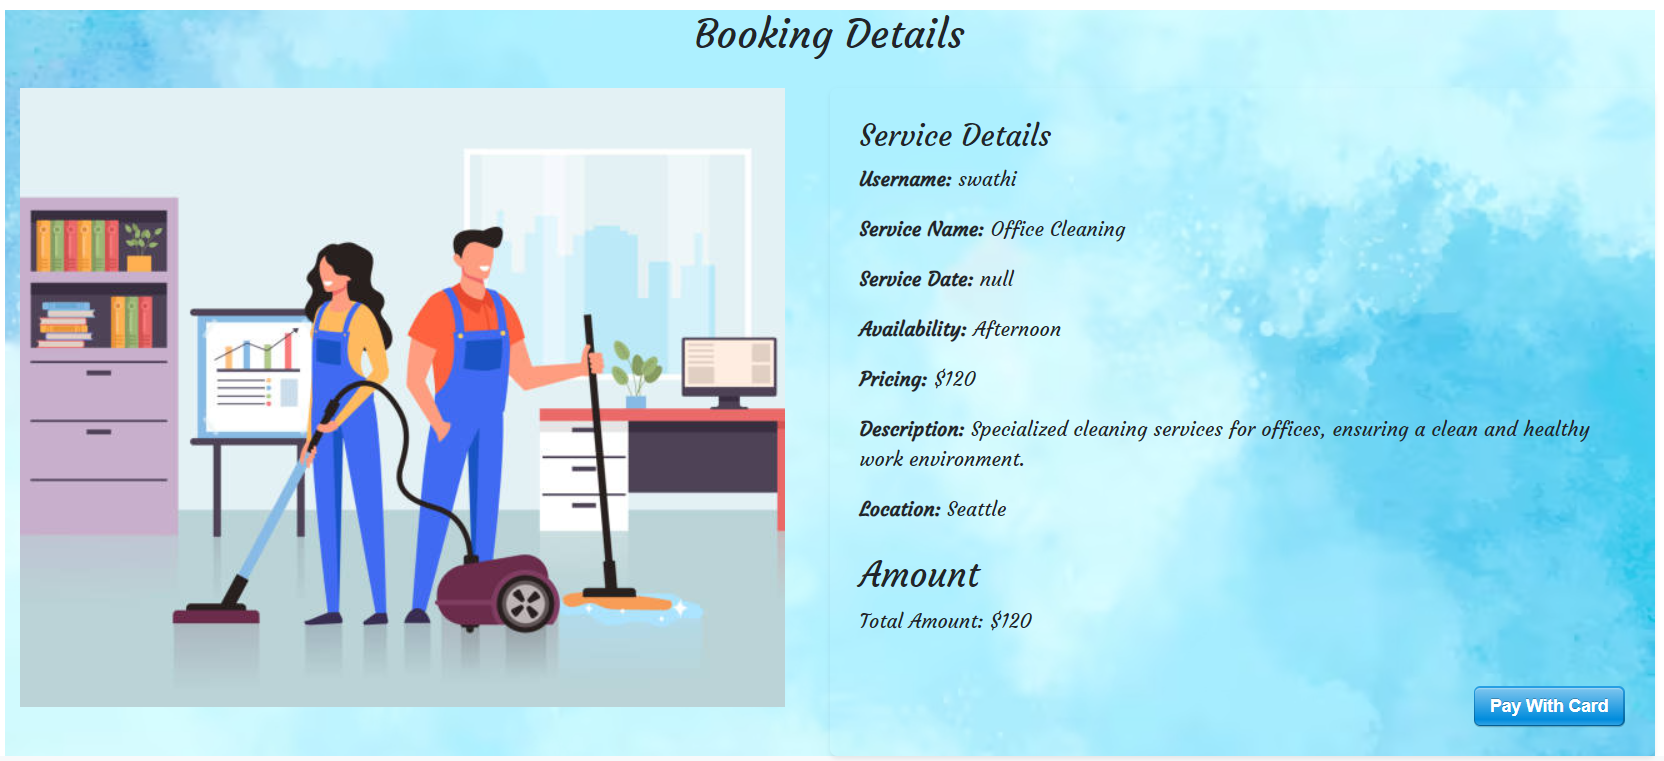 Booking Details
Service Details
Username: swathi
Service Name: Office Cleaning
Service Date: null
Availability: Afternoon
Pricing: $120
Description: Specialized cleaning services for offices, ensuring a clean and healthy
work environment.
Location: Seattle
Amount
Total Amount: $120
Pay With Card